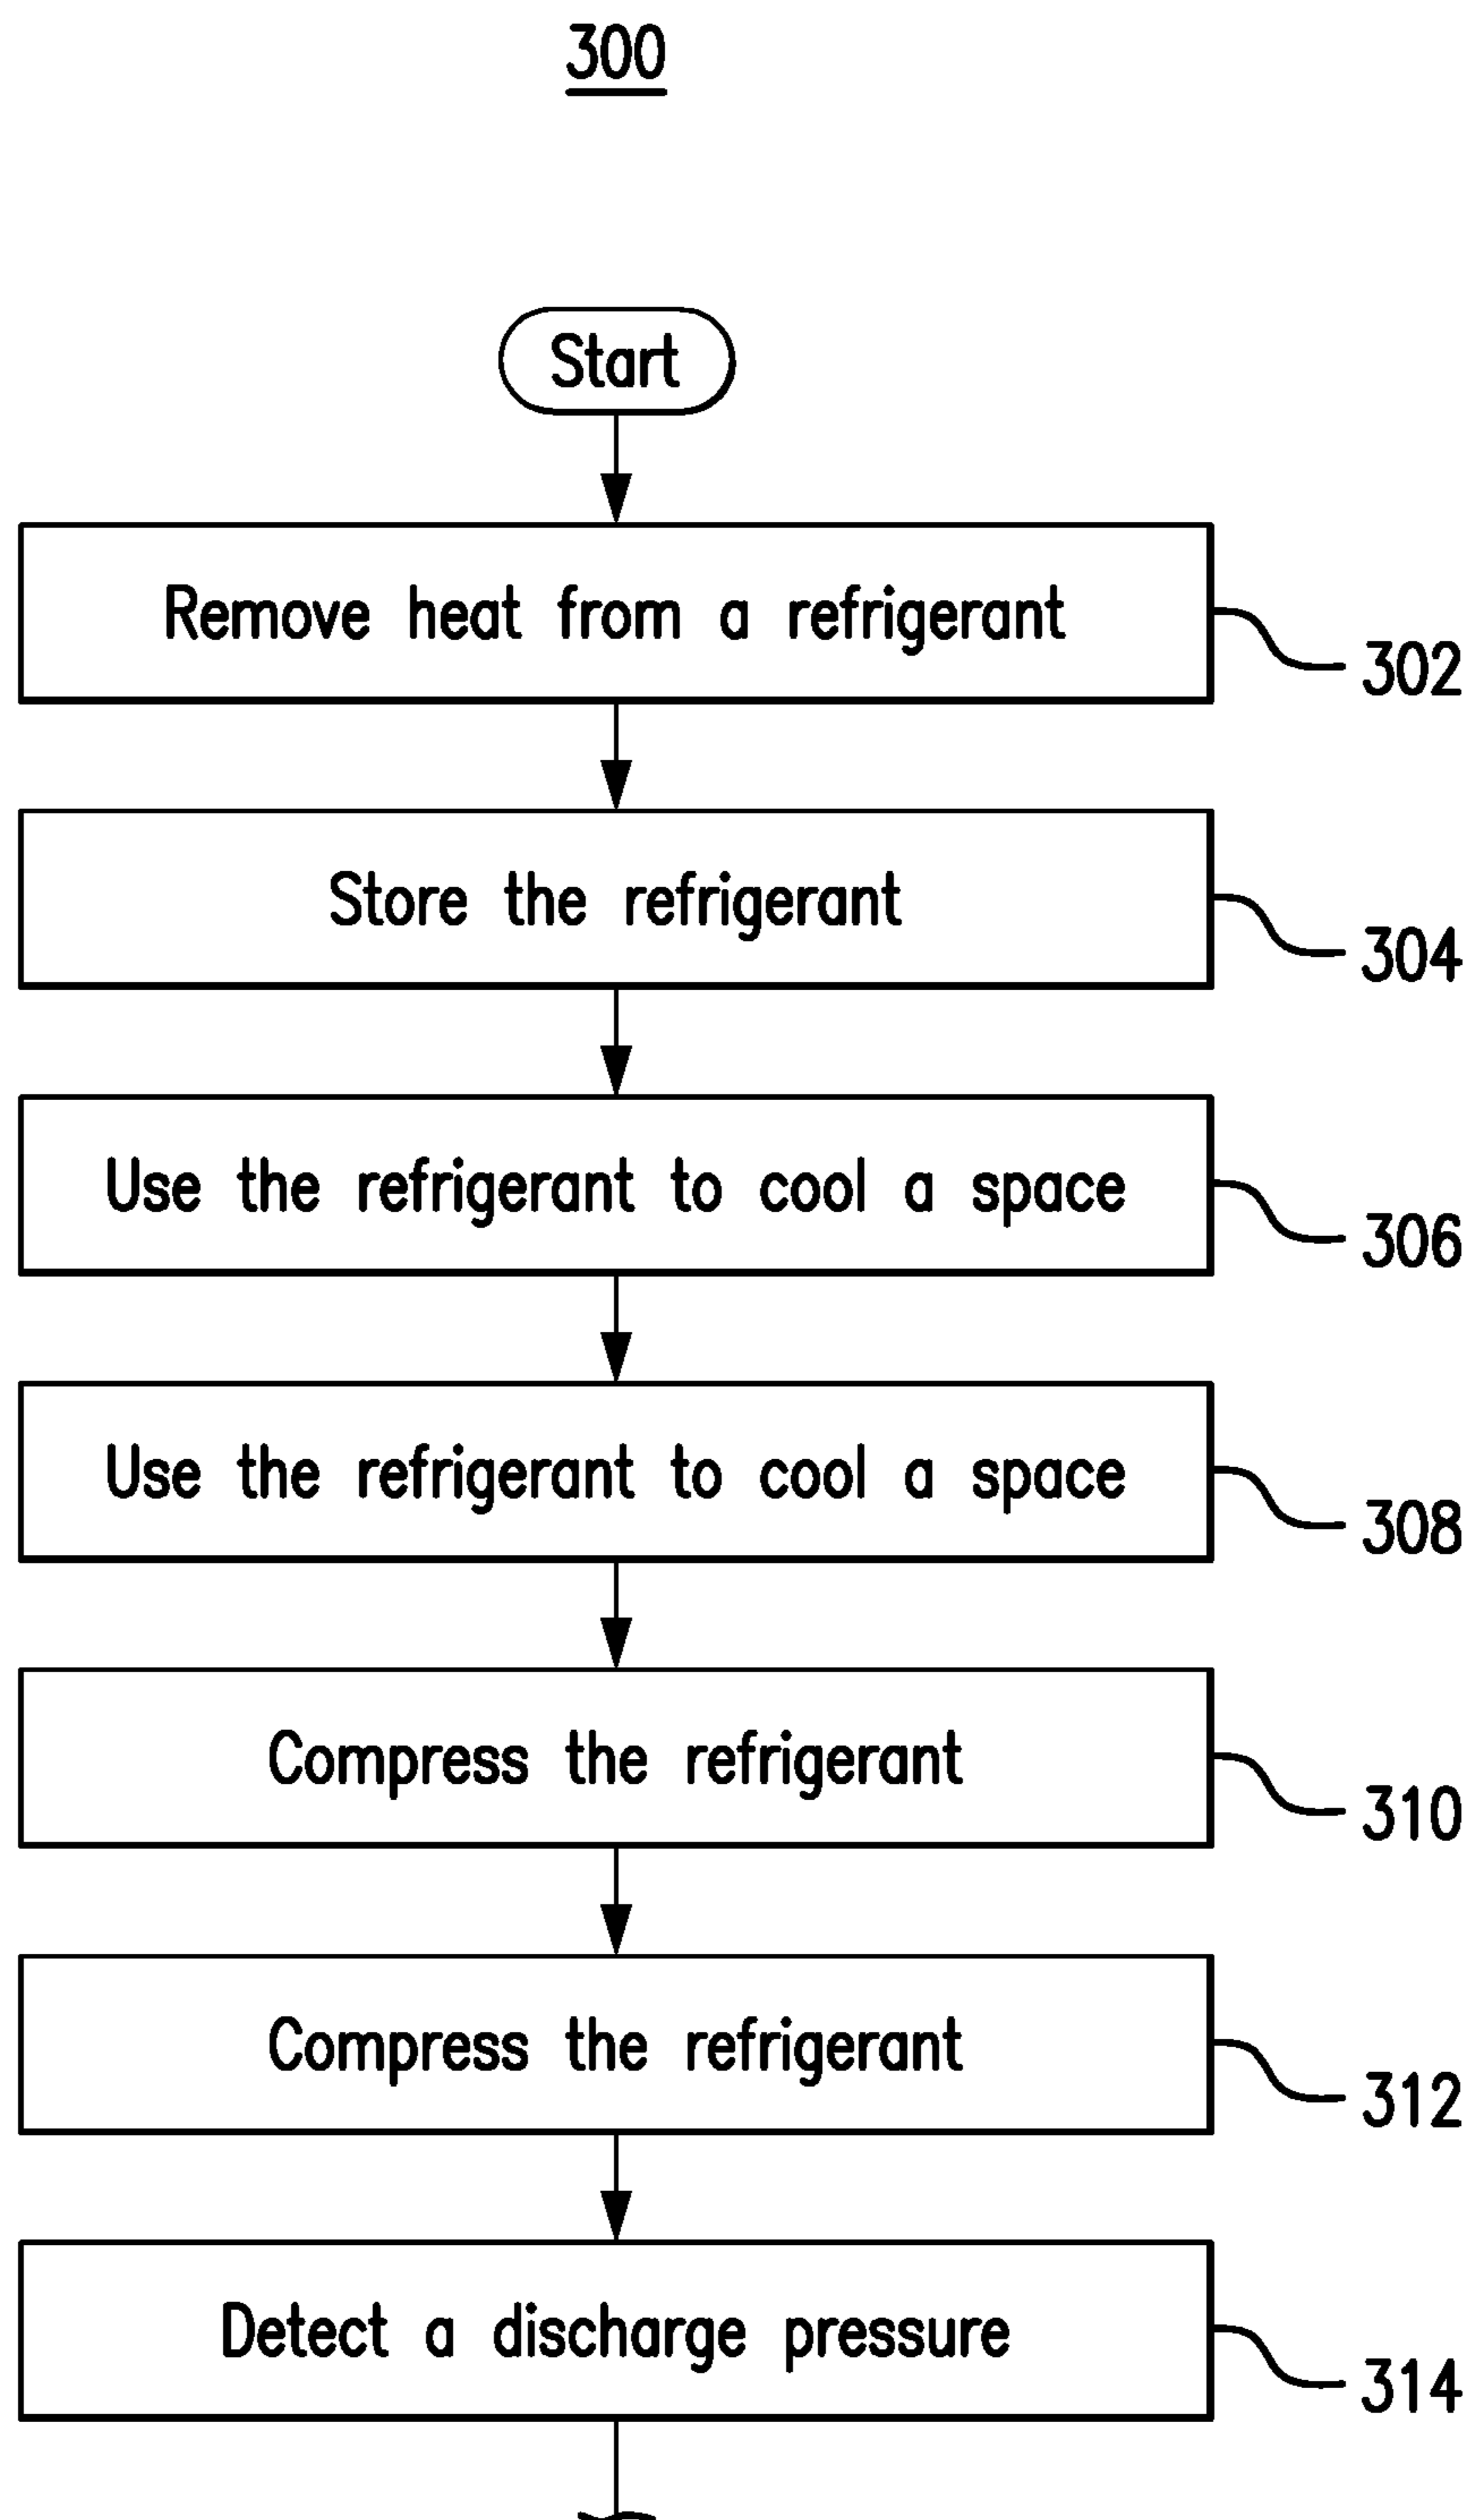 300
Start
Remove heat from a refrigerant
302
Store the refrigerant
304
Use the refrigerant to cool a space
306
Use the refrigerant to cool a space
308
Compress the refrigerant
310
Compress the refrigerant
312
Detect a discharge pressure
314